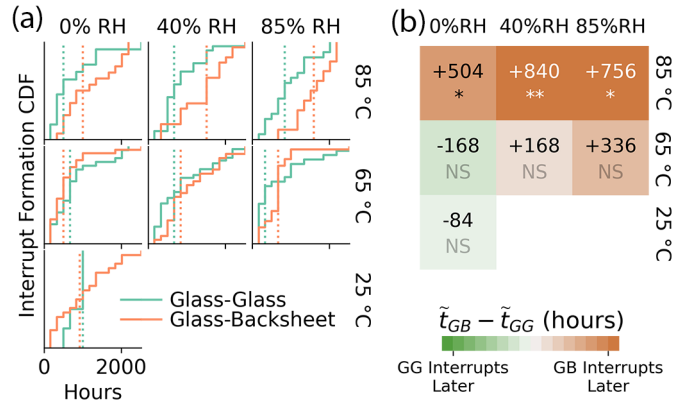 (a)
0% RH
40% RH
85% RH
Interrupt Formation CDF
85 °C
65 °C
25 °C
Glass-Glass
Glass-Backsheet
0
2000
Hours
(b)
0%RH
40%RH
85%RH
+504
*
+840
**
+756
*
85 °C
-168
NS
+168
NS
+336
NS
65 °C
-84
NS
25 °C
t̃GB − t̃GG (hours)
GG Interrupts
Later
GB Interrupts
Later